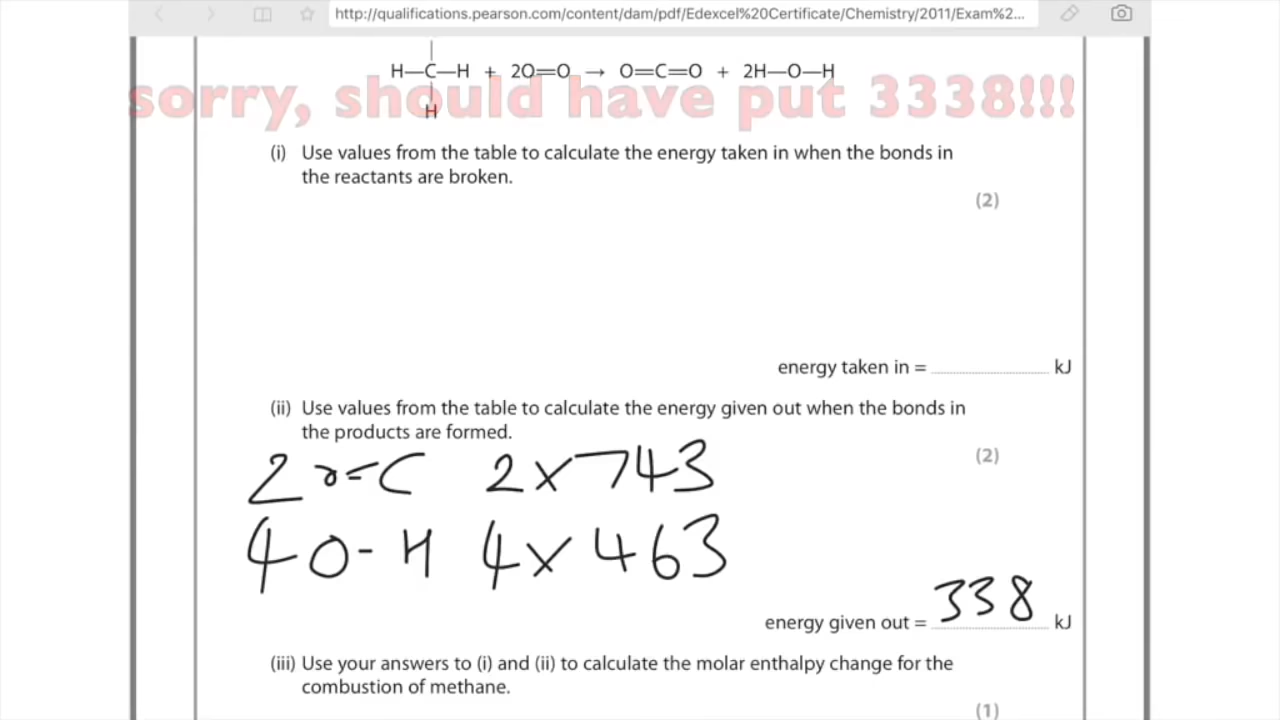 http://qualifications.pearson.com/content/dam/pdf/Edexcel%20Certificate/Chemistry/2011/Exam%2...
H—C—H + 2O=O → O=C=O + 2H—O—H
H
sorry, should have put 3338!!!
(i) Use values from the table to calculate the energy taken in when the bonds in
the reactants are broken.
(2)
energy taken in = kJ
(ii) Use values from the table to calculate the energy given out when the bonds in
the products are formed.
(2)
2 o=C 2×743
4 O-H 4×463
energy given out = 338 kJ
(iii) Use your answers to (i) and (ii) to calculate the molar enthalpy change for the
combustion of methane.
(1)